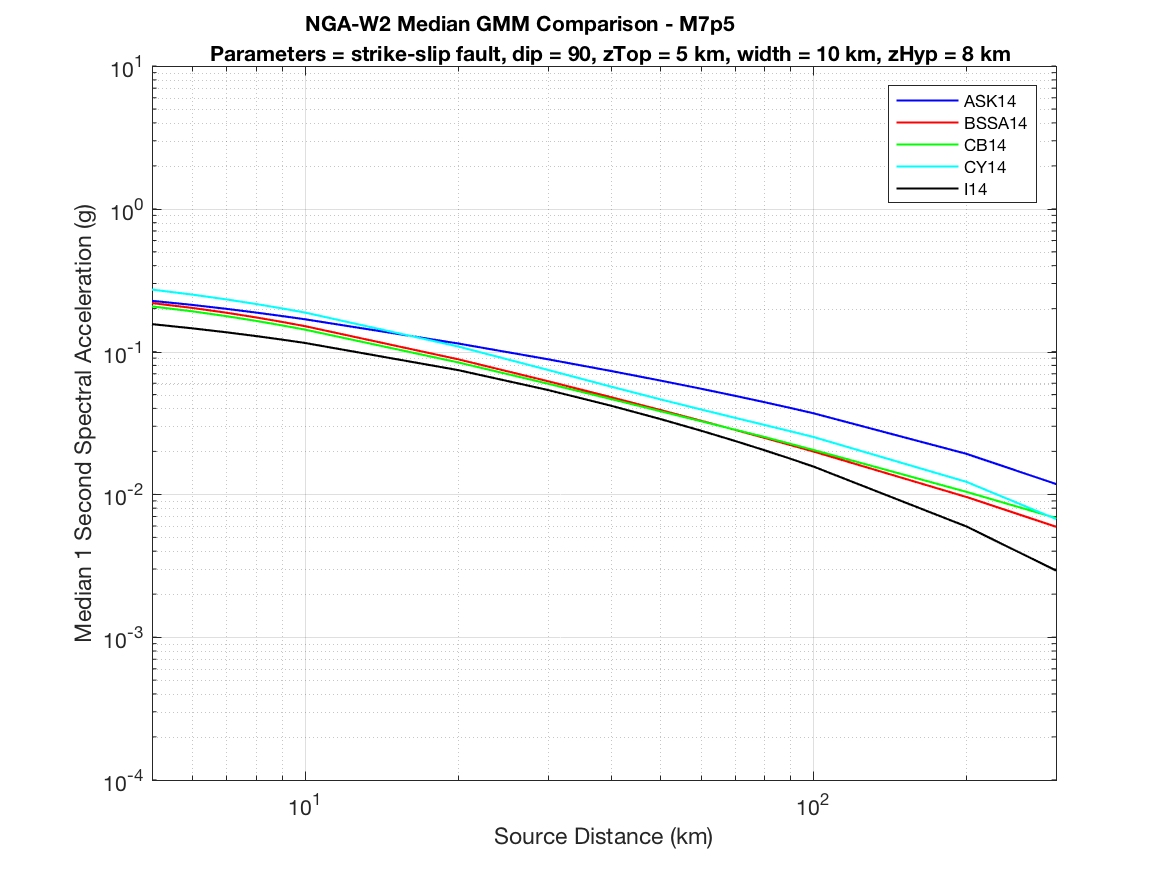 NGA-W2 Median GMM Comparison - M7p5
Parameters = strike-slip fault, dip = 90, zTop = 5 km, width = 10 km, zHyp = 8 km
10^1
ASK14
BSSA14
CB14
CY14
I14
10^0
10^-1
10^-2
10^-3
10^-4
Median 1 Second Spectral Acceleration (g)
10^1
10^2
Source Distance (km)